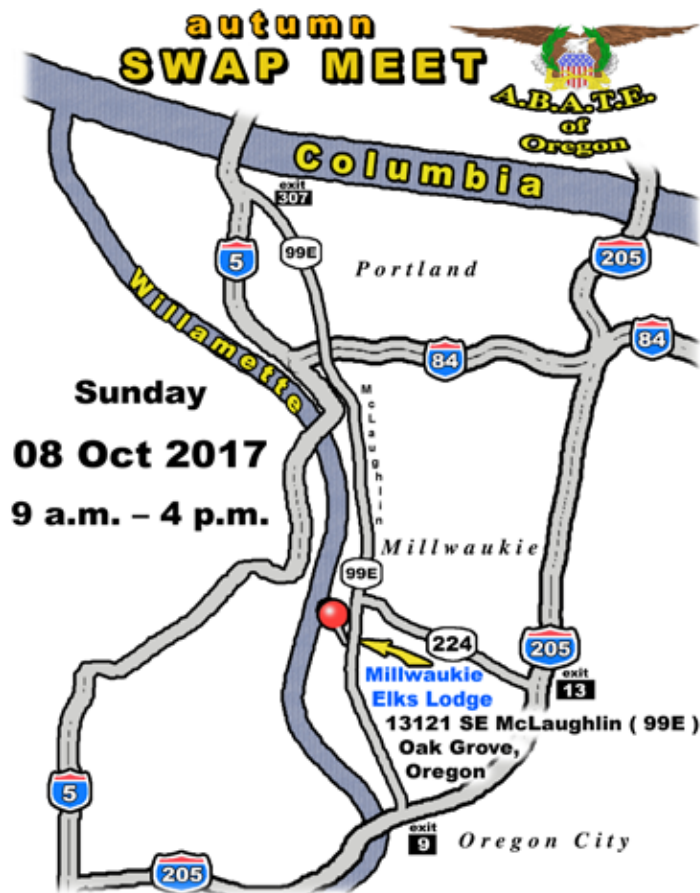 autumn
SWAP MEET
A.B.A.T.E.
of
Oregon
Columbia
exit
307
99E
5
205
Portland
Willamette
84
84
Sunday
McLaughlin
08 Oct 2017
9 a.m. – 4 p.m.
Millwaukie
99E
224
205
exit
13
Millwaukie
Elks Lodge
13121 SE McLaughlin ( 99E )
Oak Grove,
Oregon
5
exit
9
Oregon City
205